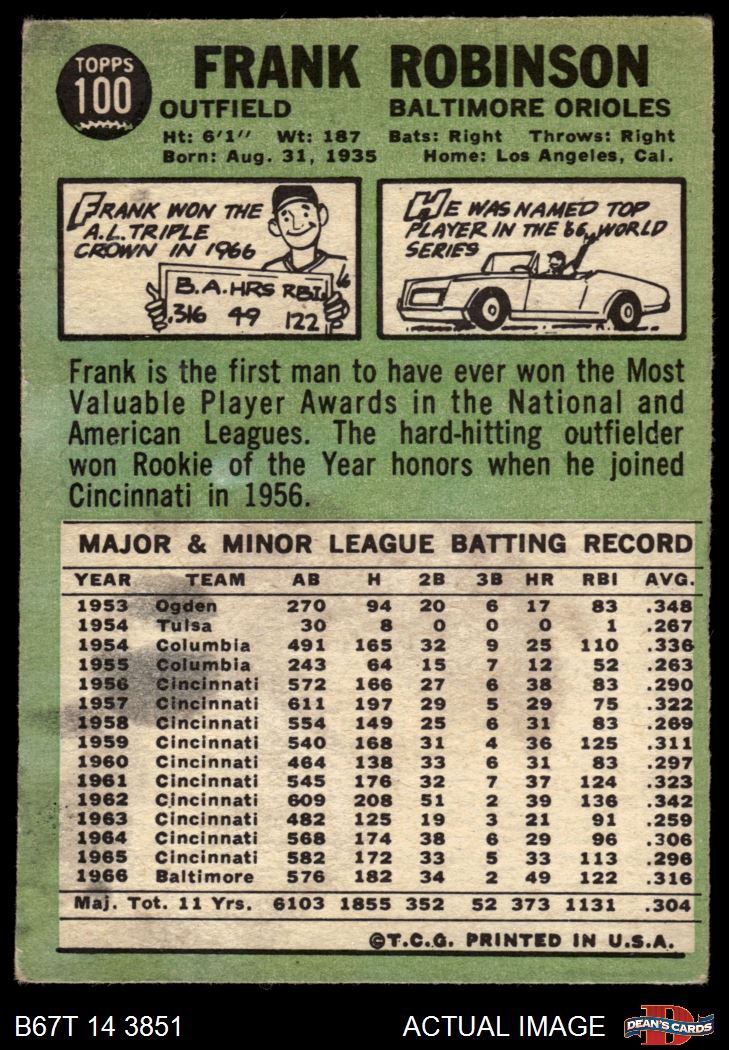 TOPPS
100
FRANK ROBINSON
OUTFIELD BALTIMORE ORIOLES
Ht: 6'1" Wt: 187 Bats: Right Throws: Right
Born: Aug. 31, 1935 Home: Los Angeles, Cal.
FRANK WON THE
A.L. TRIPLE
CROWN IN 1966
B.A. HRS RBI
.316 49 122
HE WAS NAMED TOP
PLAYER IN THE '66 WORLD
SERIES
Frank is the first man to have ever won the Most
Valuable Player Awards in the National and
American Leagues. The hard-hitting outfielder
won Rookie of the Year honors when he joined
Cincinnati in 1956.
MAJOR & MINOR LEAGUE BATTING RECORD
YEAR TEAM AB H 2B 3B HR RBI AVG.
1953 Ogden 270 94 20 6 17 83 .348
1954 Tulsa 30 8 0 0 0 1 .267
1954 Columbia 491 165 32 9 25 110 .336
1955 Columbia 243 64 15 7 12 52 .263
1956 Cincinnati 572 166 27 6 38 83 .290
1957 Cincinnati 611 197 29 5 29 75 .322
1958 Cincinnati 554 149 25 6 31 83 .269
1959 Cincinnati 540 168 31 4 36 125 .311
1960 Cincinnati 464 138 33 6 31 83 .297
1961 Cincinnati 545 176 32 7 37 124 .323
1962 Cincinnati 609 208 51 2 39 136 .342
1963 Cincinnati 482 125 19 3 21 91 .259
1964 Cincinnati 568 174 38 6 29 96 .306
1965 Cincinnati 582 172 33 5 33 113 .296
1966 Baltimore 576 182 34 2 49 122 .316
Maj. Tot. 11 Yrs. 6103 1855 352 52 373 1131 .304
©T.C.G. PRINTED IN U.S.A.
B67T 14 3851 ACTUAL IMAGE
D
DEAN'S CARDS